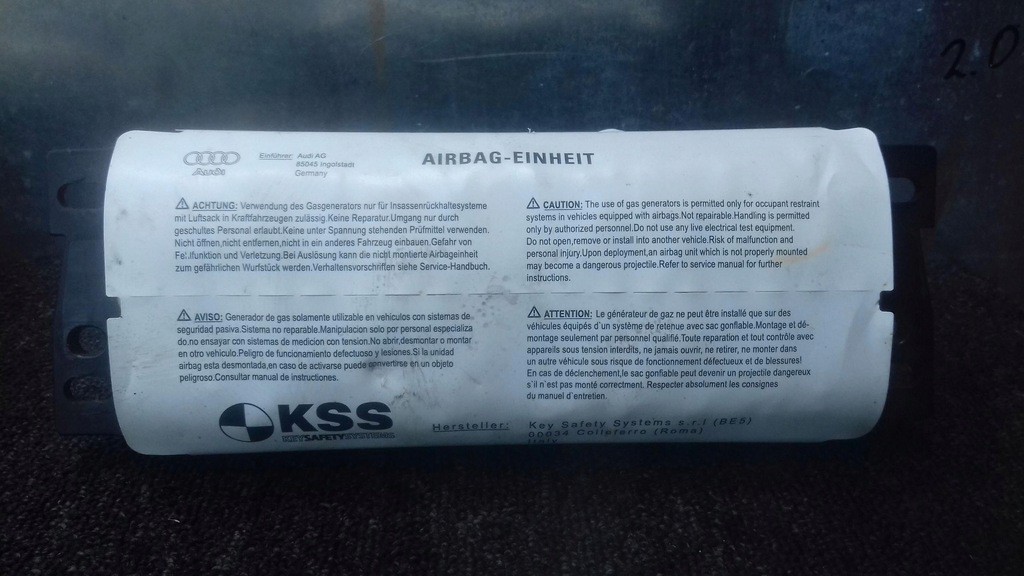 2.0
Audi
Einführer: Audi AG
85045 Ingolstadt
Germany
AIRBAG-EINHEIT
ACHTUNG: Verwendung des Gasgenerators nur für Insassenrückhaltesysteme
mit Luftsack in Kraftfahrzeugen zulässig.Keine Reparatur.Umgang nur durch
geschultes Personal erlaubt.Keine unter Spannung stehenden Prüfmittel verwenden.
Nicht öffnen,nicht entfernen,nicht in ein anderes Fahrzeug einbauen.Gefahr von
Fehlfunktion und Verletzung.Bei Auslösung kann die nicht montierte Airbageinheit
zum gefährlichen Wurfstück werden.Verhaltensvorschriften siehe Service-Handbuch.
CAUTION: The use of gas generators is permitted only for occupant restraint
systems in vehicles equipped with airbags.Not repairable.Handling is permitted
only by authorized personnel.Do not use any live electrical test equipment.
Do not open,remove or install into another vehicle.Risk of malfunction and
personal injury.Upon deployment,an airbag unit which is not properly mounted
may become a dangerous projectile.Refer to service manual for further
instructions.
AVISO: Generador de gas solamente utilizable en vehículos con sistemas de
seguridad pasiva.Sistema no reparable.Manipulacion solo por personal especializa
do.no ensayar con sistemas de medicion con tension.No abrir,desmontar o montar
en otro vehículo.Peligro de funcionamiento defectuoso y lesiones.Si la unidad
airbag esta desmontada,en caso de activarse puede convertirse en un objeto
peligroso.Consultar manual de instrucciones.
ATTENTION: Le générateur de gaz ne peut être installé que sur des
véhicules équipés d'un système de retenue avec sac gonflable.Montage et dé-
montage seulement par personnel qualifié.Toute reparation et tout contrôle avec
appareils sous tension interdits, ne jamais ouvrir, ne retirer, ne monter dans
un autre véhicule sous risque de fonctionnement défectueux et de blessures!
En cas de déclenchement,le sac gonflable peut devenir un projectile dangereux
s'il n'est pas monté correctment. Respecter absolument les consignes
du manuel d'entretien.
KSS
KEYSAFETYSYSTEMS
Hersteller: Key Safety Systems s.r.l (BE5)
00034 Colleferro (Roma)
Italy